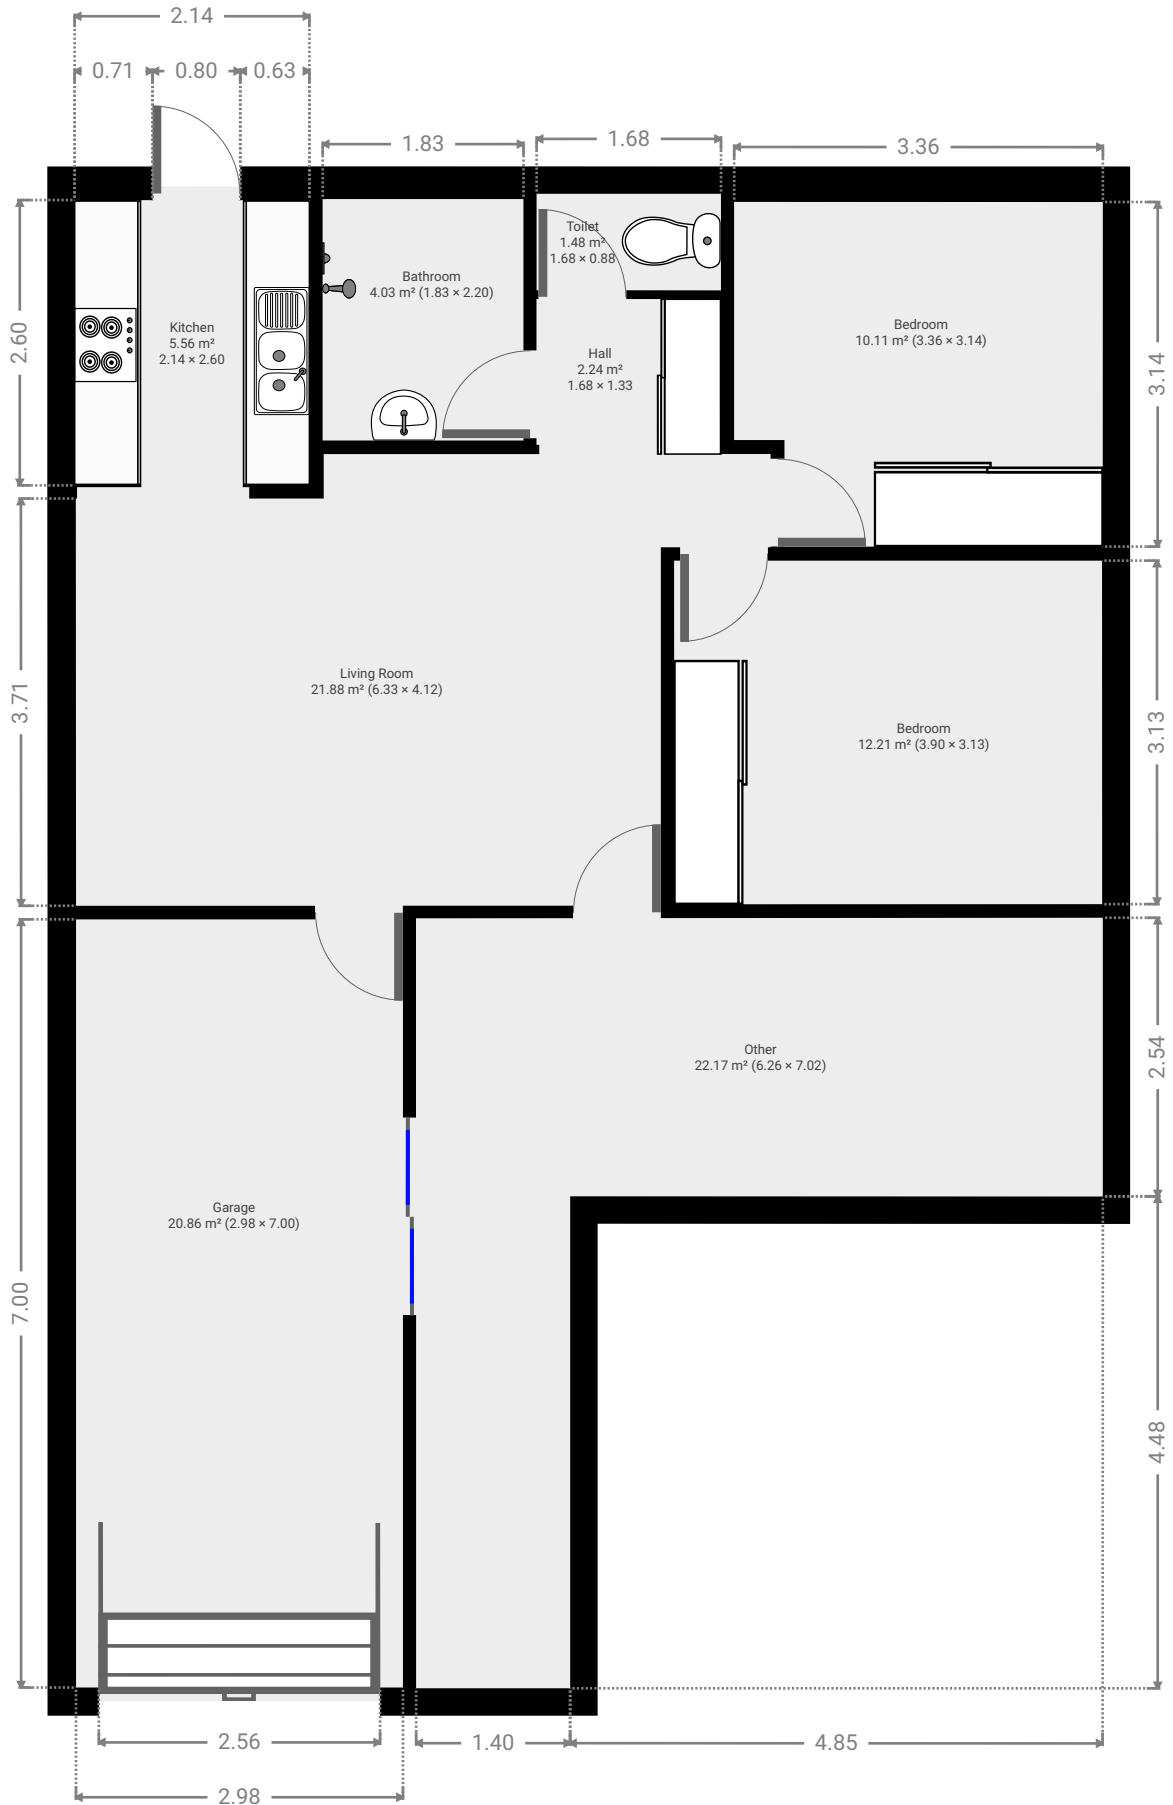 2.14
0.71 0.80 0.63
1.83
1.68
3.36
Toilet
1.48 m²
1.68 × 0.88
Bathroom
4.03 m² (1.83 × 2.20)
Kitchen
5.56 m²
2.14 × 2.60
Hall
2.24 m²
1.68 × 1.33
Bedroom
10.11 m² (3.36 × 3.14)
2.60
3.14
Living Room
21.88 m² (6.33 × 4.12)
3.71
Bedroom
12.21 m² (3.90 × 3.13)
3.13
Other
22.17 m² (6.26 × 7.02)
2.54
Garage
20.86 m² (2.98 × 7.00)
7.00
4.48
2.56
1.40
4.85
2.98